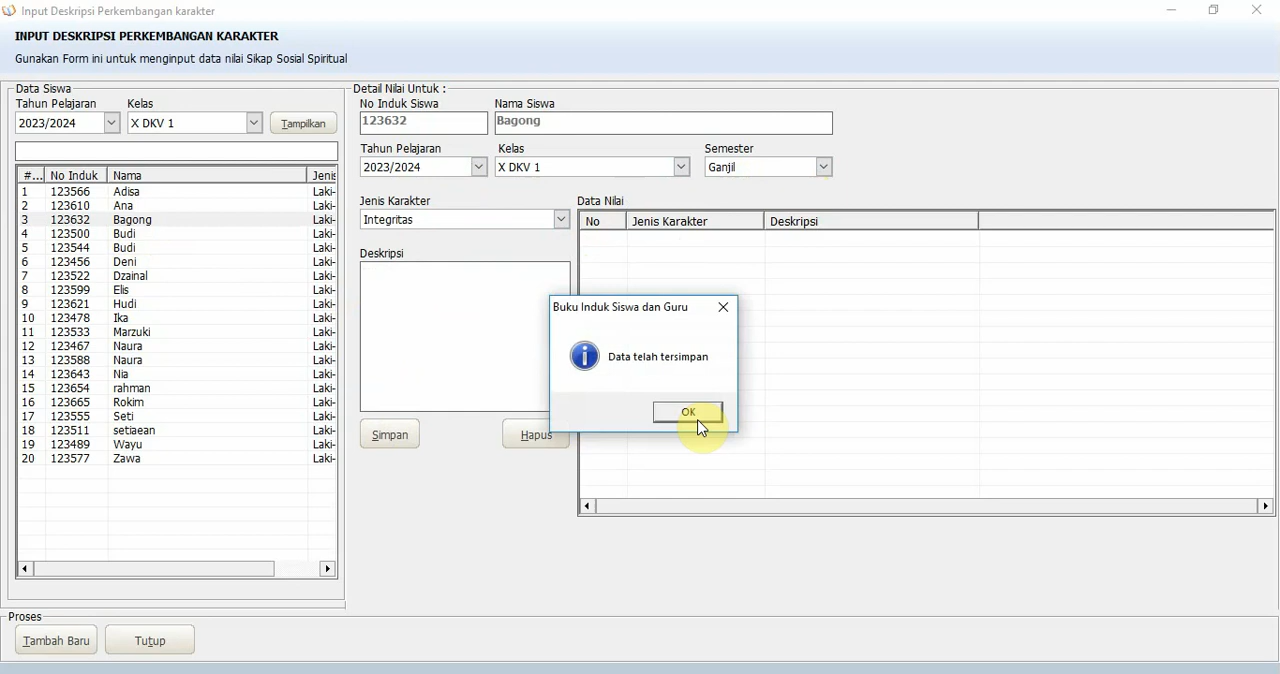 Input Deskripsi Perkembangan karakter
INPUT DESKRIPSI PERKEMBANGAN KARAKTER
Gunakan Form ini untuk menginput data nilai Sikap Sosial Spiritual
Data Siswa
Tahun Pelajaran Kelas
2023/2024 X DKV 1 Tampilkan
#... No Induk Nama Jenis
1 123566 Adisa Laki-
2 123610 Ana Laki-
3 123632 Bagong Laki-
4 123500 Budi Laki-
5 123544 Budi Laki-
6 123456 Deni Laki-
7 123522 Dzainal Laki-
8 123599 Elis Laki-
9 123621 Hudi Laki-
10 123478 Ika Laki-
11 123533 Marzuki Laki-
12 123467 Naura Laki-
13 123588 Naura Laki-
14 123643 Nia Laki-
15 123654 rahman Laki-
16 123665 Rokim Laki-
17 123555 Seti Laki-
18 123511 setiaean Laki-
19 123489 Wayu Laki-
20 123577 Zawa Laki-
Detail Nilai Untuk :
No Induk Siswa Nama Siswa
123632 Bagong
Tahun Pelajaran Kelas Semester
2023/2024 X DKV 1 Ganjil
Jenis Karakter
Integritas
Deskripsi
Simpan Hapus
Data Nilai
No Jenis Karakter Deskripsi
Buku Induk Siswa dan Guru
Data telah tersimpan
OK
Proses
Tambah Baru Tutup